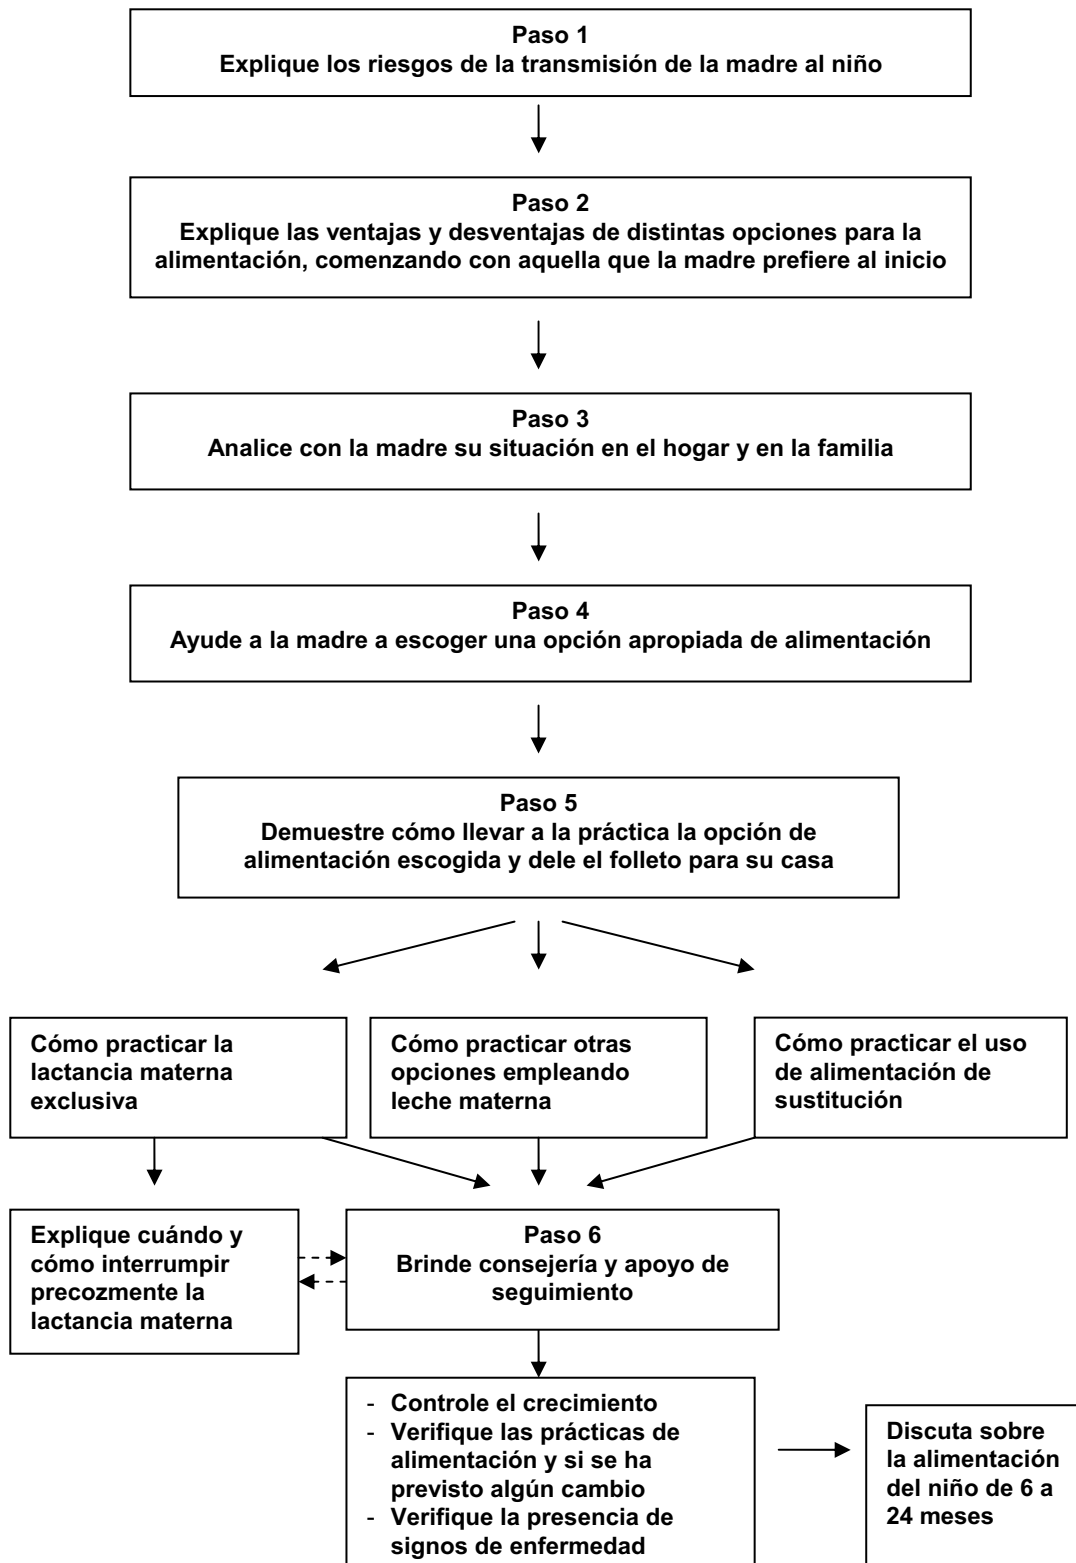 Paso 1
Explique los riesgos de la transmisión de la madre al niño
Paso 2
Explique las ventajas y desventajas de distintas opciones para la
alimentación, comenzando con aquella que la madre prefiere al inicio
Paso 3
Analice con la madre su situación en el hogar y en la familia
Paso 4
Ayude a la madre a escoger una opción apropiada de alimentación
Paso 5
Demuestre cómo llevar a la práctica la opción de
alimentación escogida y dele el folleto para su casa
Cómo practicar la
lactancia materna
exclusiva
Cómo practicar otras
opciones empleando
leche materna
Cómo practicar el uso
de alimentación de
sustitución
Explique cuándo y
cómo interrumpir
precozmente la
lactancia materna
Paso 6
Brinde consejería y apoyo de
seguimiento
- Controle el crecimiento
- Verifique las prácticas de
alimentación y si se ha
previsto algún cambio
- Verifique la presencia de
signos de enfermedad
Discuta sobre
la alimentación
del niño de 6 a
24 meses